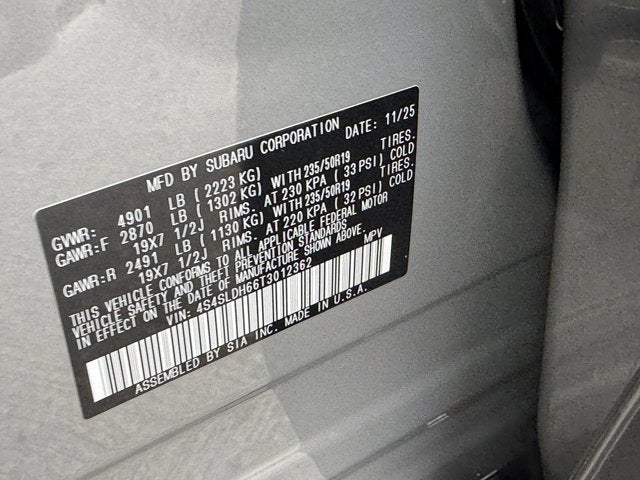 MFD BY SUBARU CORPORATION DATE: 11/25
GVWR: 4901 LB ( 2223 KG)
GAWR:F 2870 LB ( 1302 KG) WITH 235/50R19 TIRES.
19X7 1/2J RIMS. AT 230 KPA ( 33 PSI) COLD
GAWR:R 2491 LB ( 1130 KG) WITH 235/50R19 TIRES.
19X7 1/2J RIMS. AT 220 KPA ( 32 PSI) COLD
THIS VEHICLE CONFORMS TO ALL APPLICABLE FEDERAL MOTOR
VEHICLE SAFETY AND THEFT PREVENTION STANDARDS
IN EFFECT ON THE DATE OF MANUFACTURE SHOWN ABOVE.
VIN: 4S4SLDH66T3012362 MPV
ASSEMBLED BY SIA INC. MADE IN U.S.A.